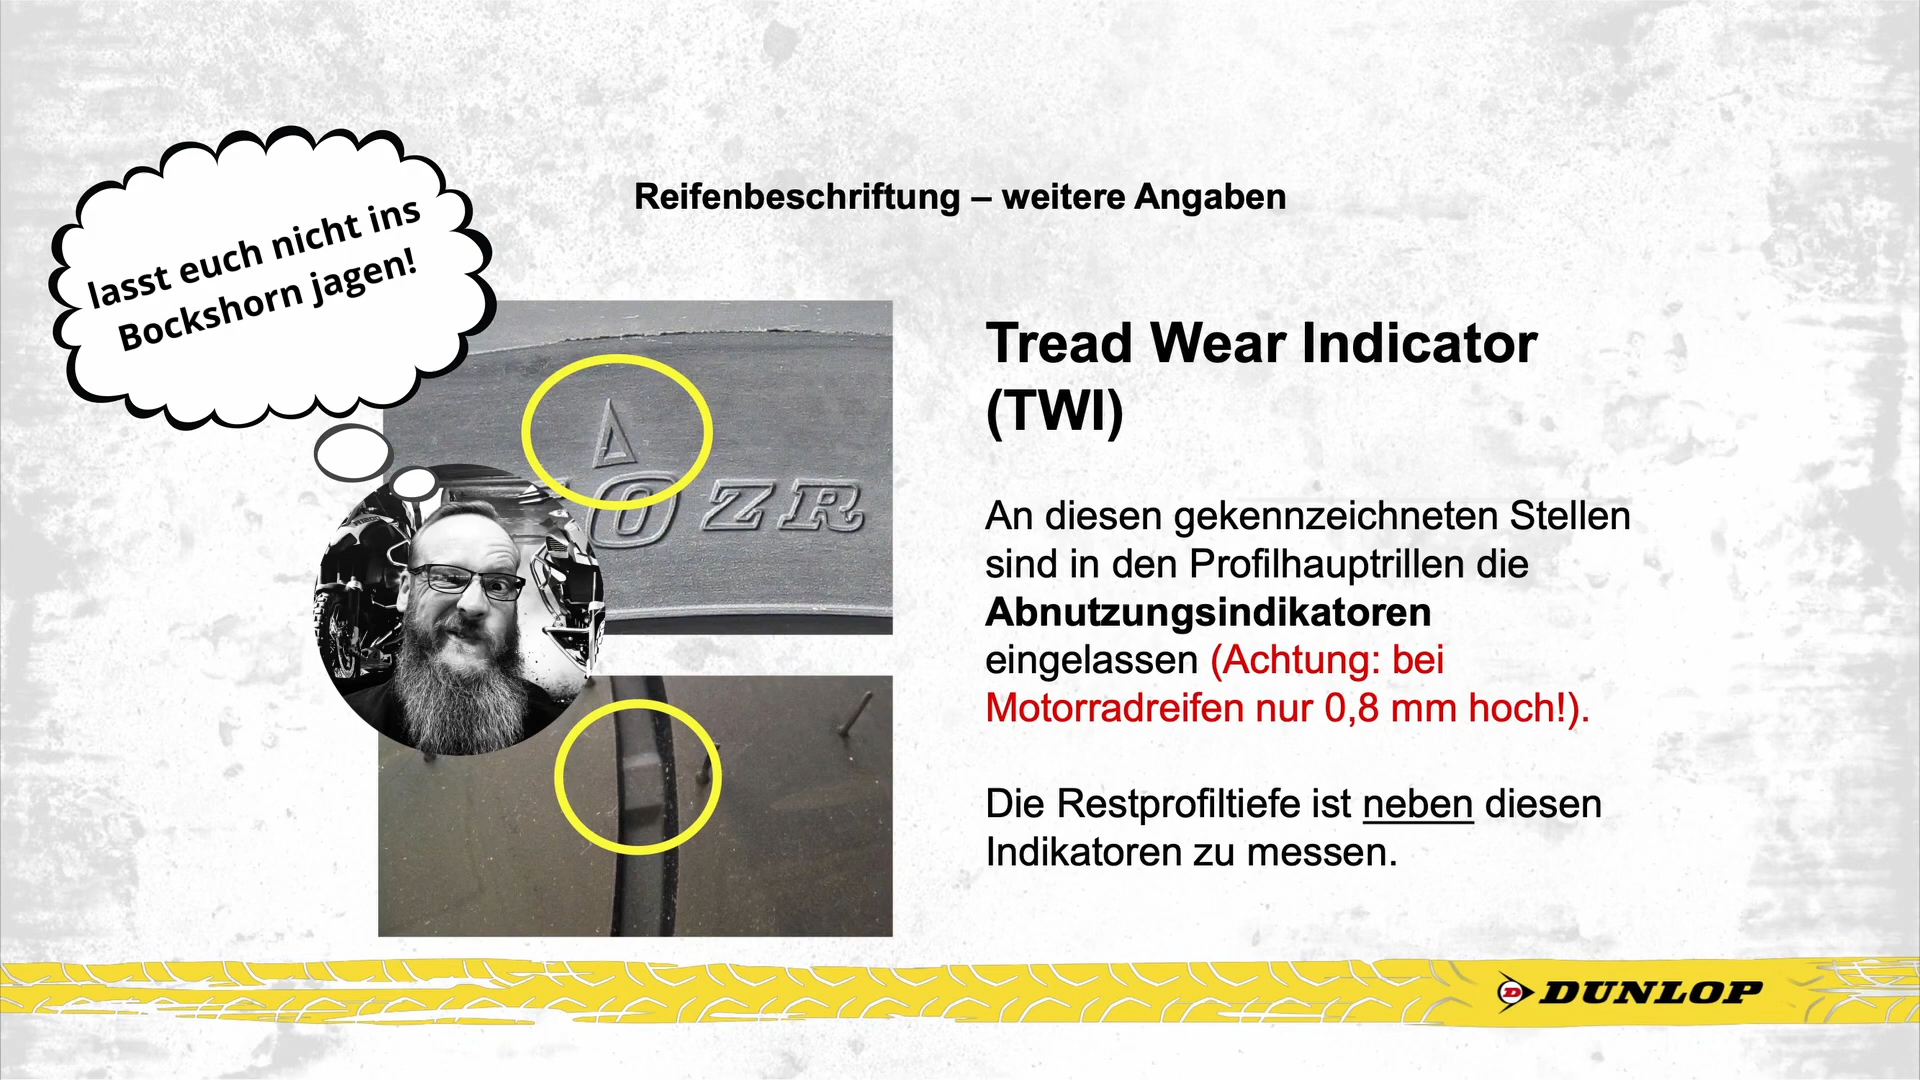 Reifenbeschriftung – weitere Angaben
lasst euch nicht ins
Bockshorn jagen!
0 ZR
Tread Wear Indicator
(TWI)
An diesen gekennzeichneten Stellen
sind in den Profilhauptrillen die
Abnutzungsindikatoren
eingelassen (Achtung: bei
Motorradreifen nur 0,8 mm hoch!).
Die Restprofiltiefe ist neben diesen
Indikatoren zu messen.
D DUNLOP